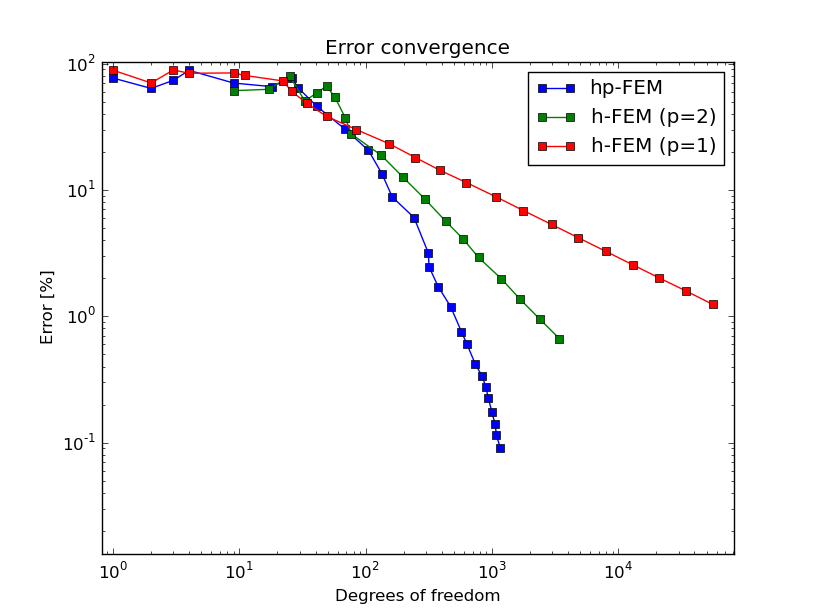 Error convergence
hp-FEM
h-FEM (p=2)
h-FEM (p=1)
10²
10¹
10⁰
10⁻¹
Error [%]
10⁰ 10¹ 10² 10³ 10⁴
Degrees of freedom